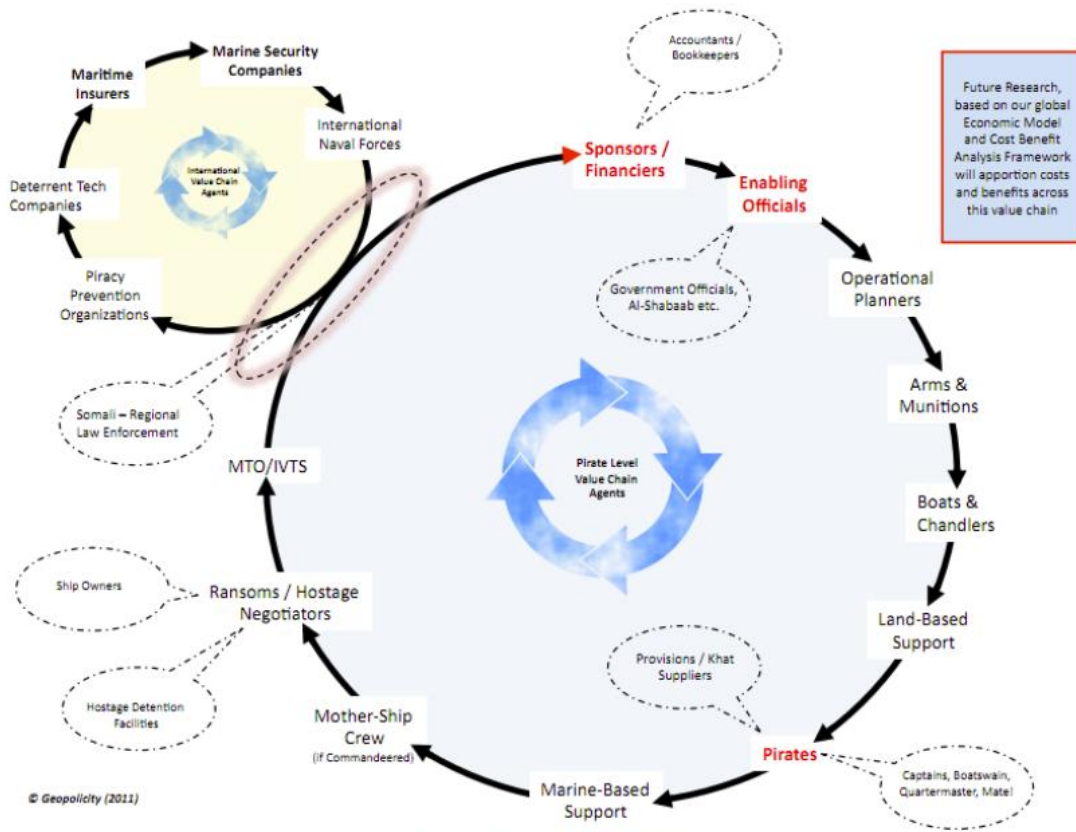 Marine Security
Companies
Maritime
Insurers
International
Naval Forces
International
Value Chain
Agents
Deterrent Tech
Companies
Piracy
Prevention
Organizations
Accountants /
Bookkeepers
Sponsors /
Financiers
Enabling
Officials
Future Research,
based on our global
Economic Model
and Cost Benefit
Analysis Framework
will apportion costs
and benefits across
this value chain
Government Officials,
Al-Shabaab etc.
Operational
Planners
Arms &
Munitions
Boats &
Chandlers
Land-Based
Support
Somali – Regional
Law Enforcement
MTO/IVTS
Pirate Level
Value Chain
Agents
Ship Owners
Ransoms / Hostage
Negotiators
Hostage Detention
Facilities
Provisions / Khat
Suppliers
Mother-Ship
Crew
(if Commandeered)
Pirates
Marine-Based
Support
Captains, Boatswain,
Quartermaster, Mate!
© Geopolicity (2011)